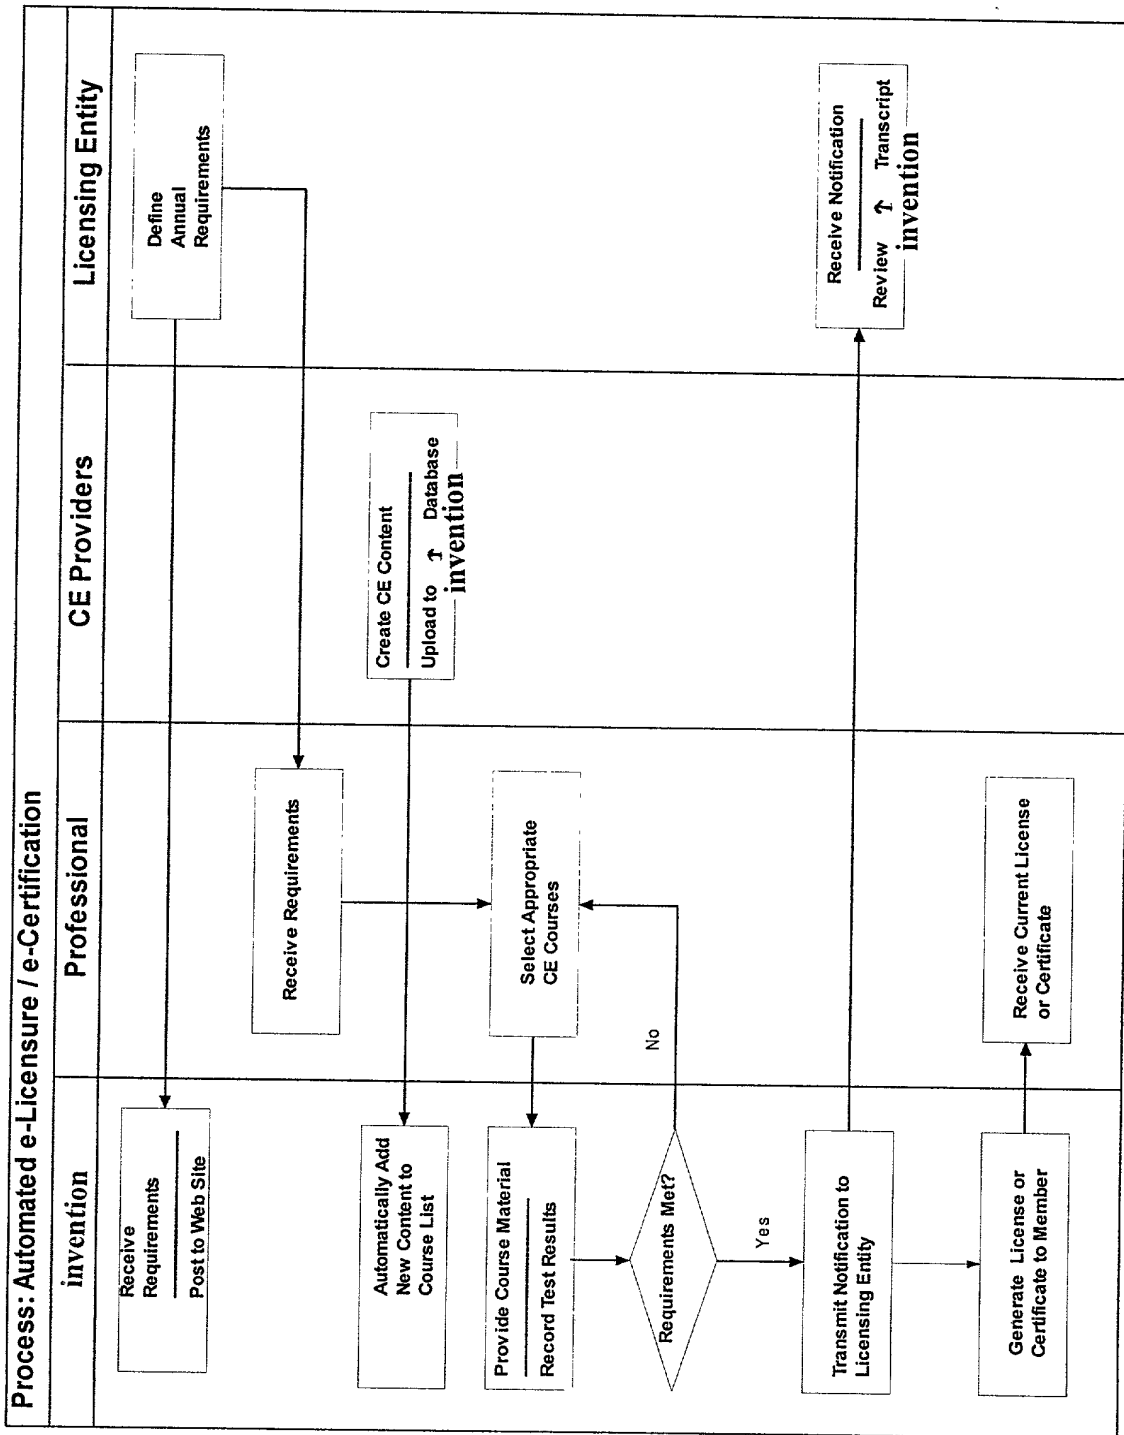 Process: Automated e-Licensure / e-Certification
Licensing Entity
CE Providers
Professional
invention
Define
Annual
Requirements
Receive Notification
Review ↑ Transcript
invention
Create CE Content
Upload to ↑ Database
invention
Receive Requirements
Select Appropriate
CE Courses
No
Receive Current License
or Certificate
Receive
Requirements
Post to Web Site
Automatically Add
New Content to
Course List
Provide Course Material
Record Test Results
Requirements Met?
Yes
Transmit Notification to
Licensing Entity
Generate License or
Certificate to Member